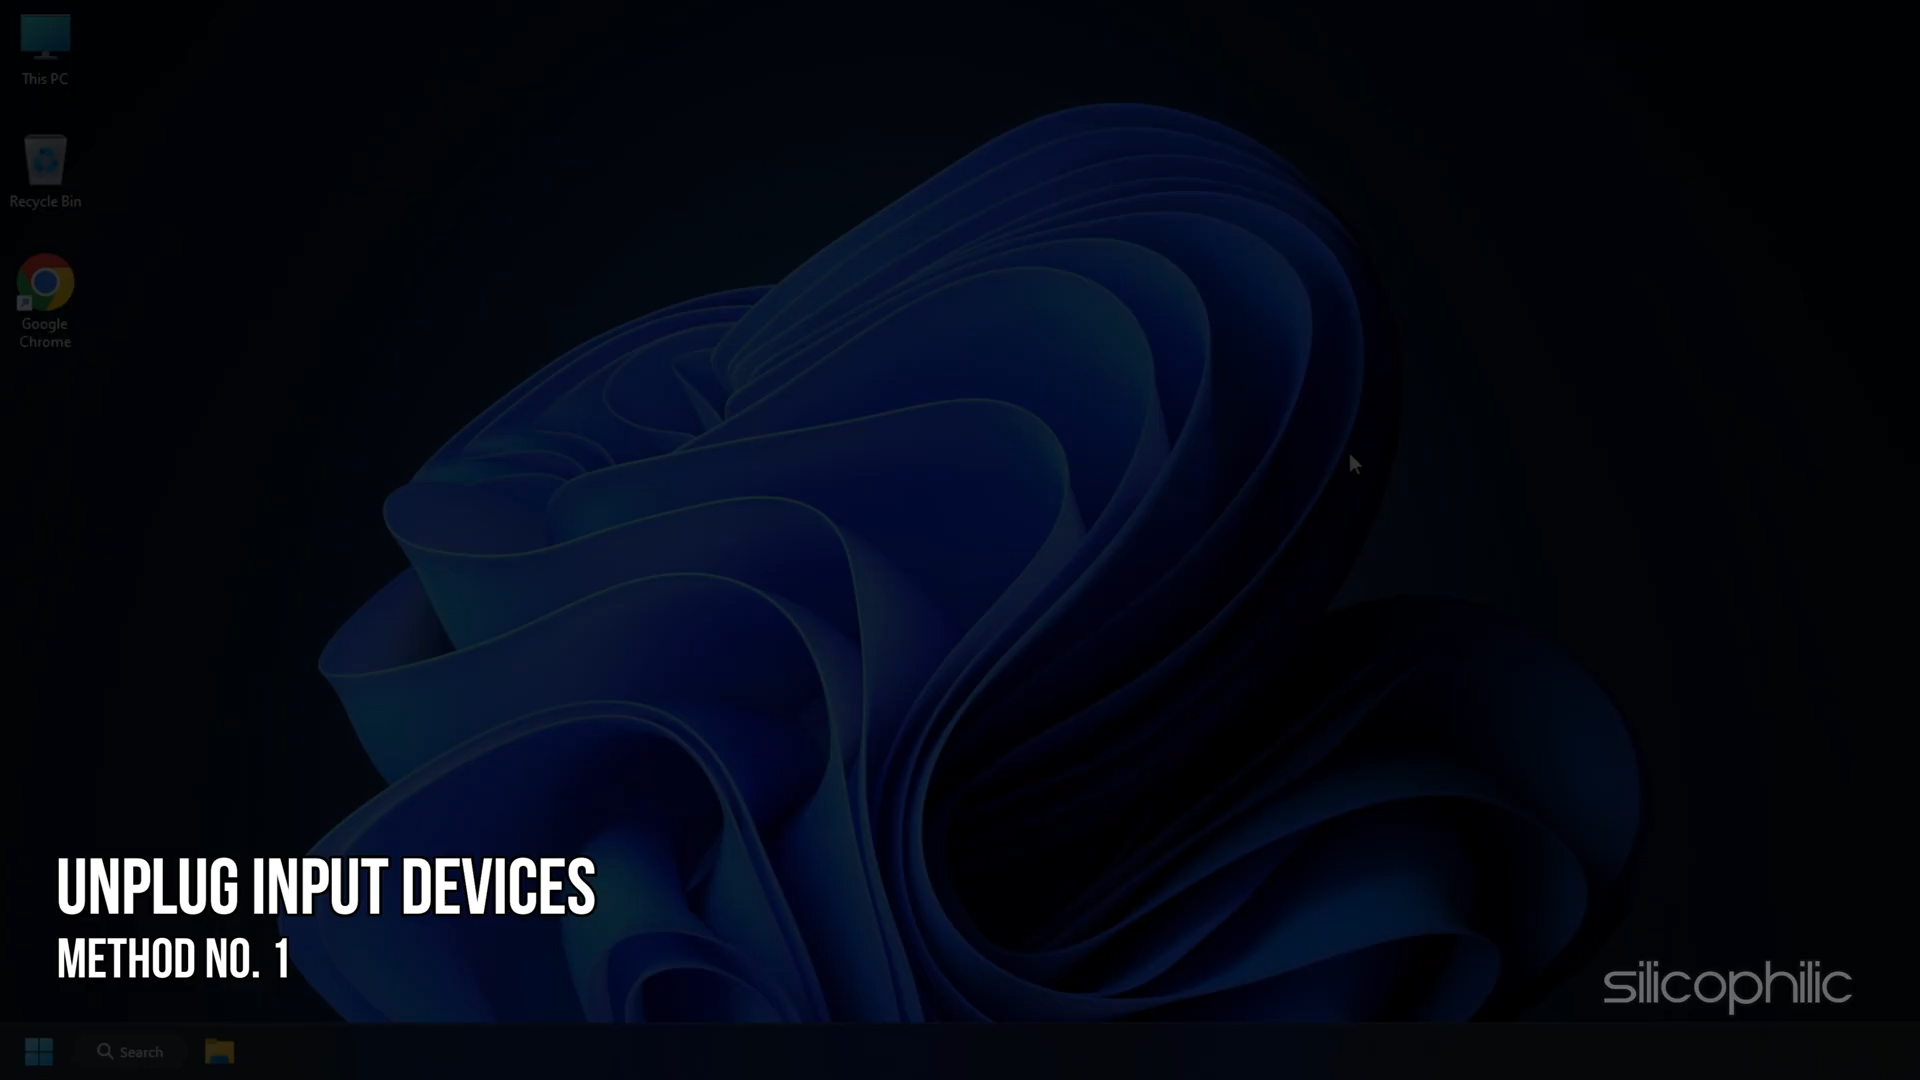 This PC
Recycle Bin
Google
Chrome
UNPLUG INPUT DEVICES
METHOD NO. 1
silicophilic
Search